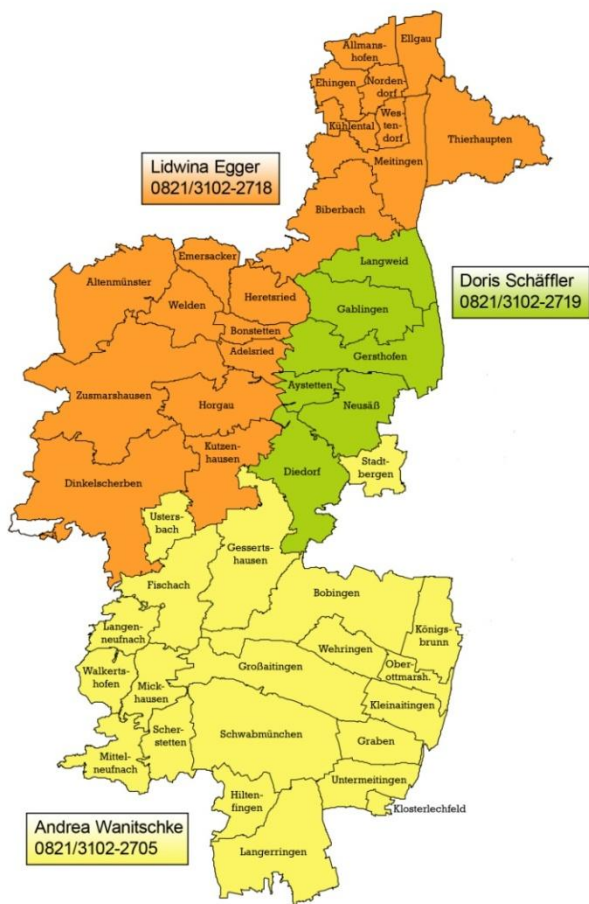 Allmans-
hofen
Ellgau
Ehingen
Norden-
dorf
Kühlental
Wes-
ten-
dorf
Thierhaupten
Meitingen
Lidwina Egger
0821/3102-2718
Biberbach
Langweid
Emersacker
Altenmünster
Heretsried
Welden
Gablingen
Doris Schäffler
0821/3102-2719
Bonstetten
Adelsried
Gersthofen
Aystetten
Zusmarshausen
Horgau
Neusäß
Kutzen-
hausen
Stadt-
bergen
Diedorf
Dinkelscherben
Usters-
bach
Gesserts-
hausen
Fischach
Bobingen
Langen-
neufnach
Königs-
brunn
Wehringen
Großaitingen
Ober-
ottmarsh.
Walkerts-
hofen
Mick-
hausen
Kleinaitingen
Scher-
stetten
Schwabmünchen
Graben
Mittel-
neufnach
Untermeitingen
Hilten-
fingen
Klosterlechfeld
Andrea Wanitschke
0821/3102-2705
Langerringen